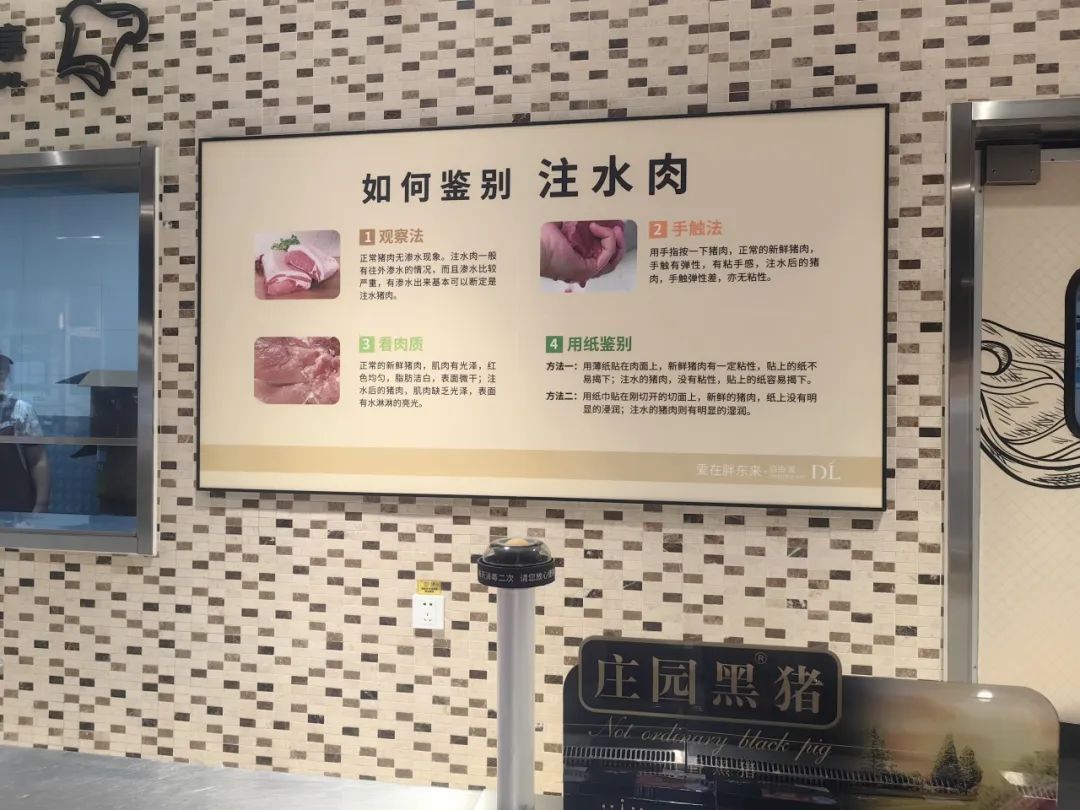 如何鉴别 注水肉
1 观察法
正常猪肉无渗水现象。注水肉一般
有往外渗水的情况，而且渗水比较
严重，有渗水出来基本可以断定是
注水猪肉。
2 手触法
用手指按一下猪肉，正常的新鲜猪肉，
手触有弹性，有粘手感，注水后的猪
肉，手触弹性差，亦无粘性。
3 看肉质
正常的新鲜猪肉，肌肉有光泽，红
色均匀，脂肪洁白，表面微干；注
水后的猪肉，肌肉缺乏光泽，表面
有水淋淋的亮光。
4 用纸鉴别
方法一：用薄纸贴在肉面上，新鲜猪肉有一定粘性，贴上的纸不
易揭下；注水的猪肉，没有粘性，贴上的纸容易揭下。
方法二：用纸巾贴在刚切开的切面上，新鲜的猪肉，纸上没有明
显的浸润；注水的猪肉则有明显的湿润。
爱在胖东来·自由·爱 DL
消毒二次 请您放心
庄园黑猪®
Not ordinary black pig